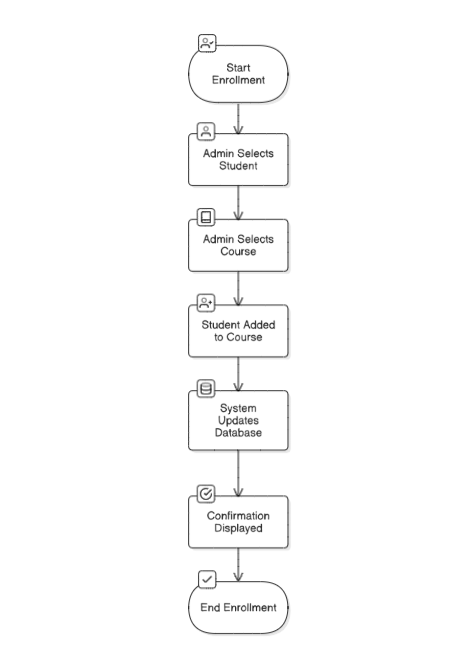 Start
Enrollment
Admin Selects
Student
Admin Selects
Course
Student Added
to Course
System
Updates
Database
Confirmation
Displayed
End Enrollment